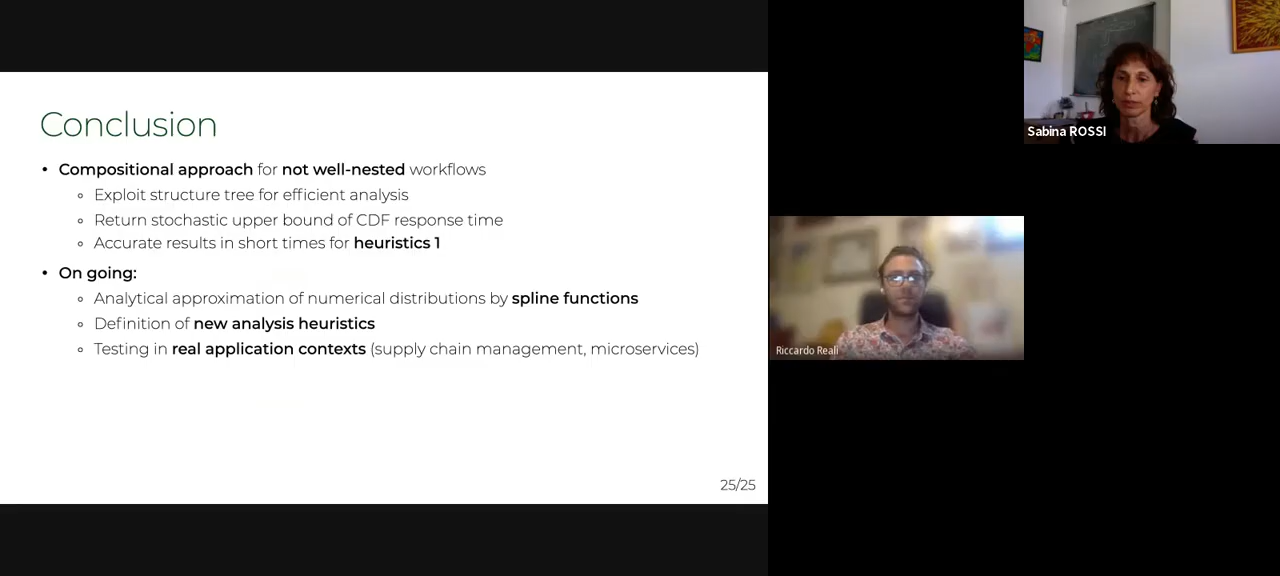 Conclusion
• Compositional approach for not well-nested workflows
◦ Exploit structure tree for efficient analysis
◦ Return stochastic upper bound of CDF response time
◦ Accurate results in short times for heuristics 1
• On going:
◦ Analytical approximation of numerical distributions by spline functions
◦ Definition of new analysis heuristics
◦ Testing in real application contexts (supply chain management, microservices)
25/25
Sabina ROSSI
Riccardo Reali